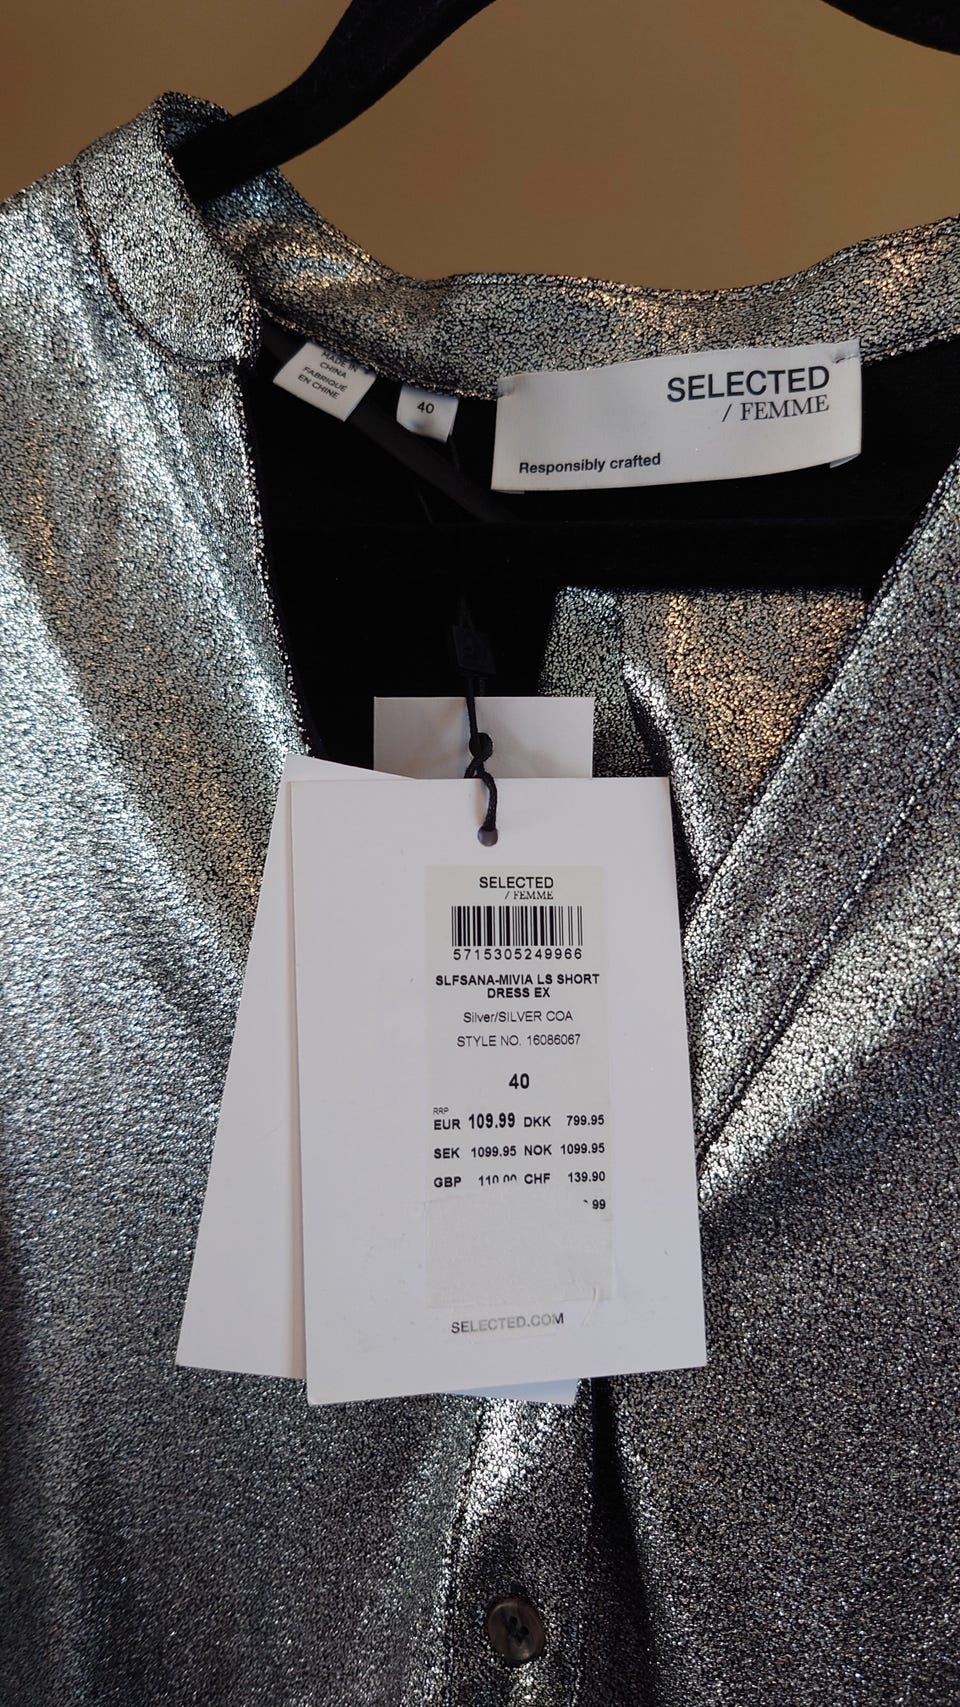 MADE IN
CHINA
FABRIQUÉ
EN CHINE
40
SELECTED
/ FEMME
Responsibly crafted
SELECTED
/ FEMME
5715305249966
SLFSANA-MIVIA LS SHORT
DRESS EX
Silver/SILVER COA
STYLE NO. 16086067
40
RRP
EUR 109.99 DKK 799.95
SEK 1099.95 NOK 1099.95
GBP 110.00 CHF 139.90
99
SELECTED.COM